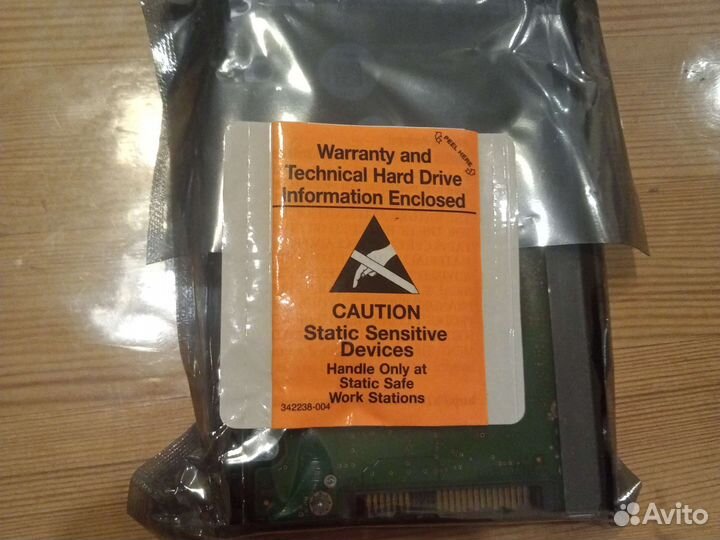 PEEL HERE
Warranty and
Technical Hard Drive
Information Enclosed
CAUTION
Static Sensitive
Devices
Handle Only at
Static Safe
Work Stations
342238-004
Avito